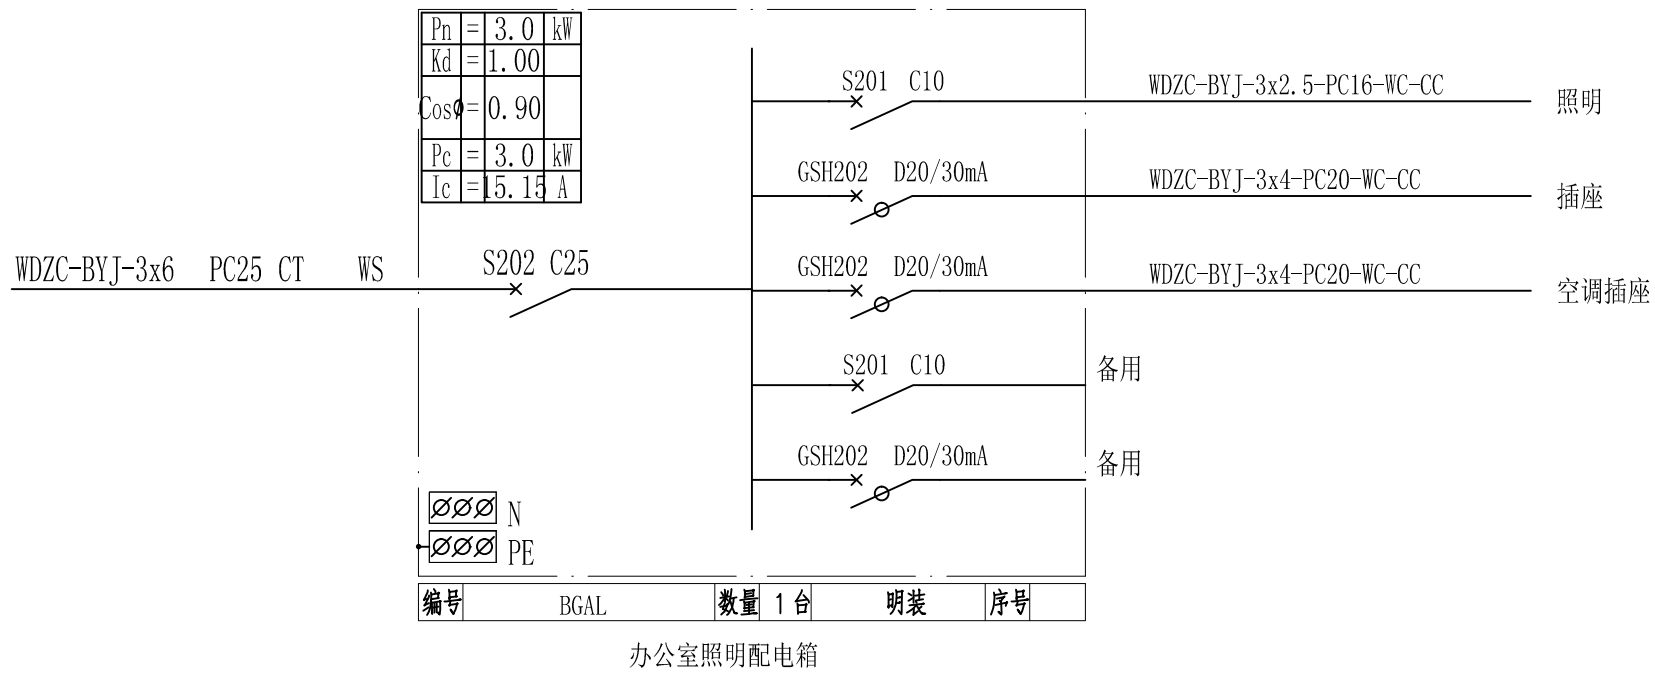 Pn = 3.0 kW
Kd = 1.00
Cosφ = 0.90
Pc = 3.0 kW
Ic = 15.15 A
WDZC-BYJ-3x6 PC25 CT WS
S202 C25
S201 C10
WDZC-BYJ-3x2.5-PC16-WC-CC
照明
GSH202 D20/30mA
WDZC-BYJ-3x4-PC20-WC-CC
插座
GSH202 D20/30mA
WDZC-BYJ-3x4-PC20-WC-CC
空调插座
S201 C10
备用
GSH202 D20/30mA
备用
N
PE
编号 BGAL 数量 1 台 明装 序号
办公室照明配电箱